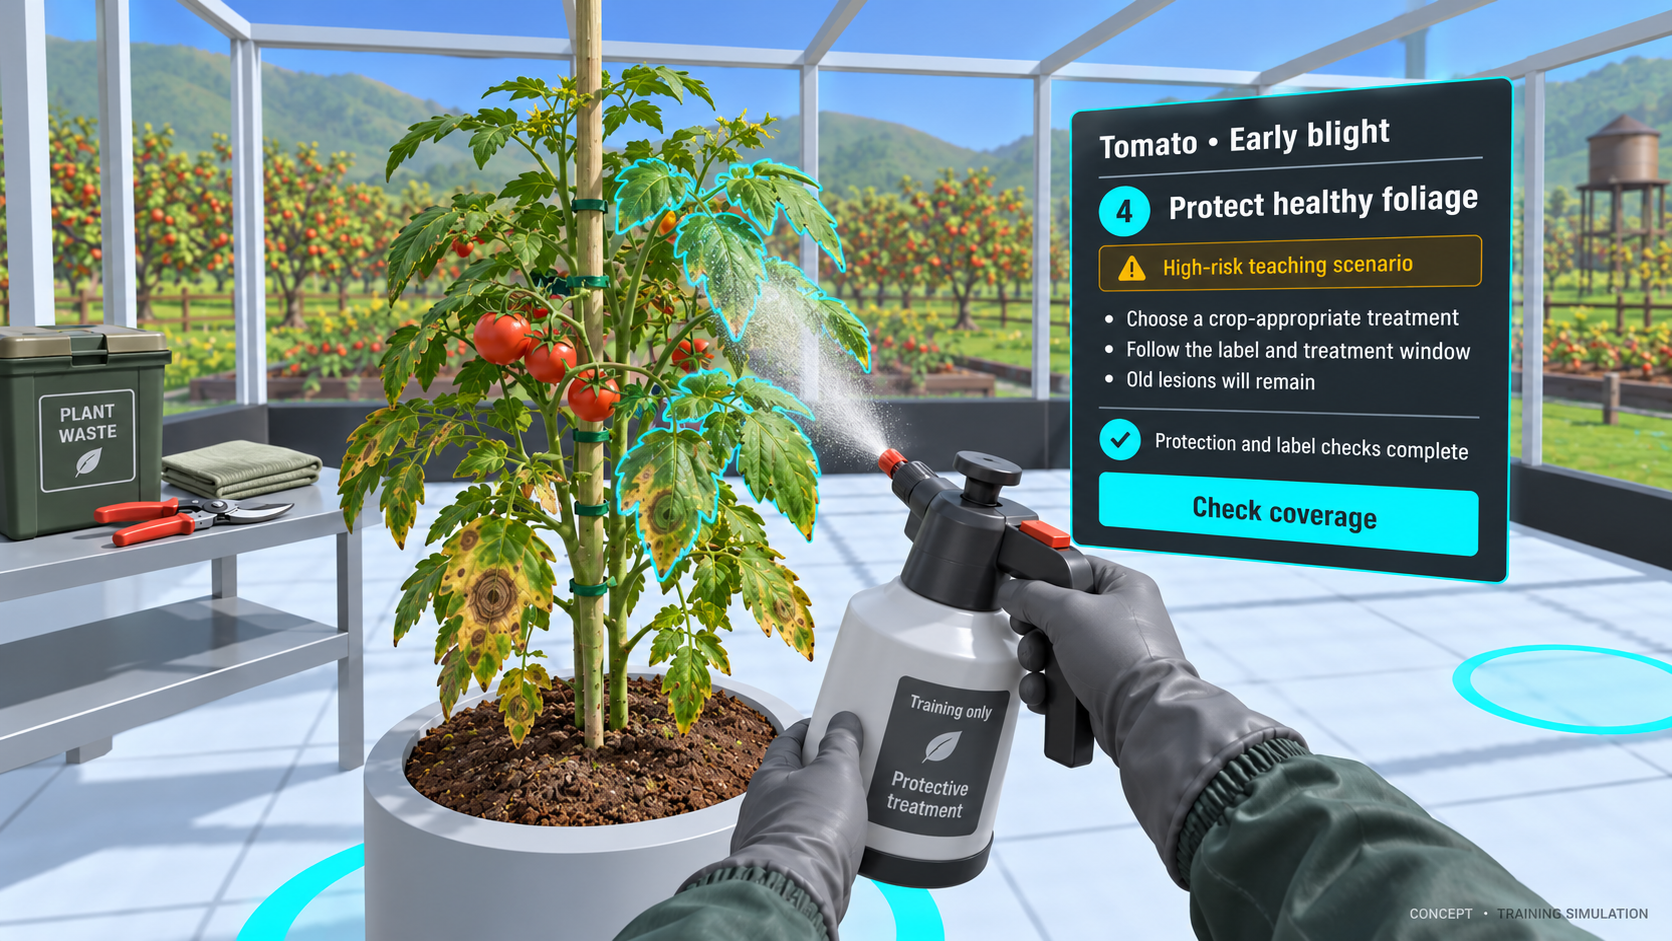 Tomato • Early blight
4 Protect healthy foliage
High-risk teaching scenario
• Choose a crop-appropriate treatment
• Follow the label and treatment window
• Old lesions will remain
Protection and label checks complete
Check coverage
PLANT
WASTE
Training only
Protective
treatment
CONCEPT • TRAINING SIMULATION